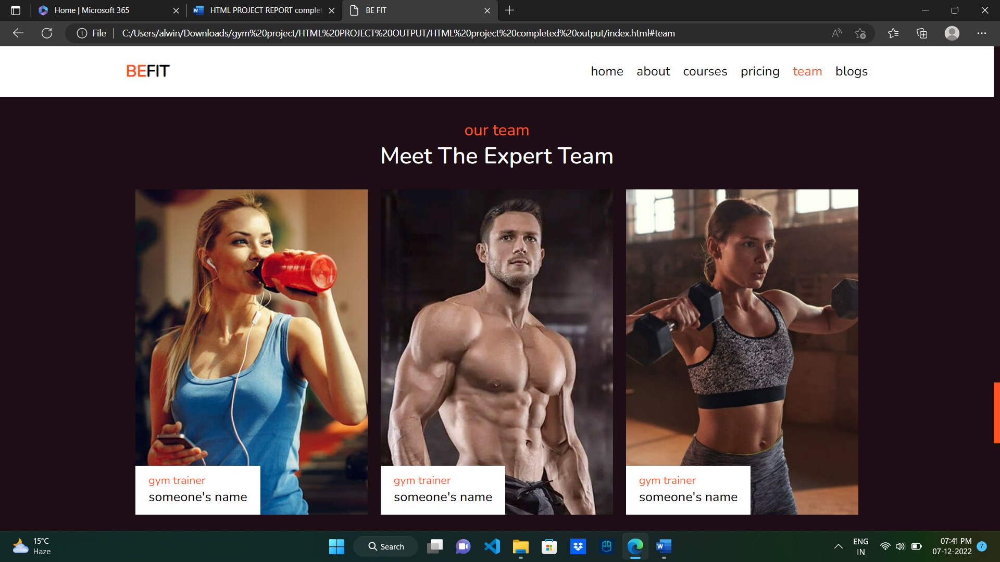 Home | Microsoft 365
HTML PROJECT REPORT complet
BE FIT
File
C:/Users/alwin/Downloads/gym%20project/HTML%20PROJECT%20OUTPUT/HTML%20project%20completed%20output/index.html#team
BEFIT
home about courses pricing team blogs
our team
Meet The Expert Team
gym trainer
someone's name
gym trainer
someone's name
gym trainer
someone's name
15°C
Haze
Search
ENG
IN
07:41 PM
07-12-2022
7